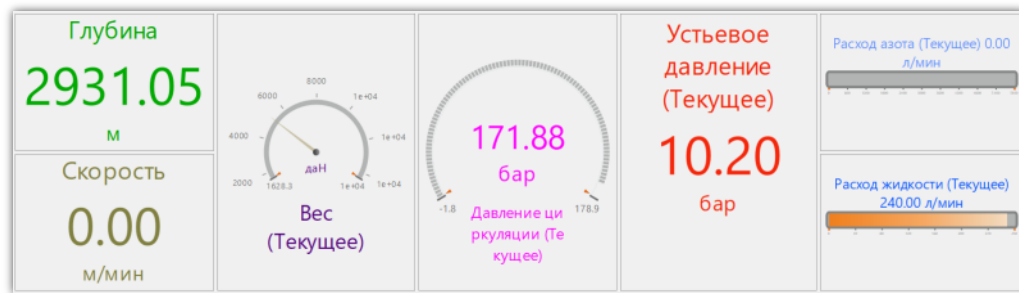 Глубина
2931.05
м
Скорость
0.00
м/мин
8000
6000
1e+04
4000
1e+04
даН
2000
1628.3
1e+04
1e+04
Вес
(Текущее)
171.88
бар
-1.8
178.9
Давление ци
ркуляции (Те
кущее)
Устьевое
давление
(Текущее)
10.20
бар
Расход азота (Текущее) 0.00
л/мин
Расход жидкости (Текущее)
240.00 л/мин